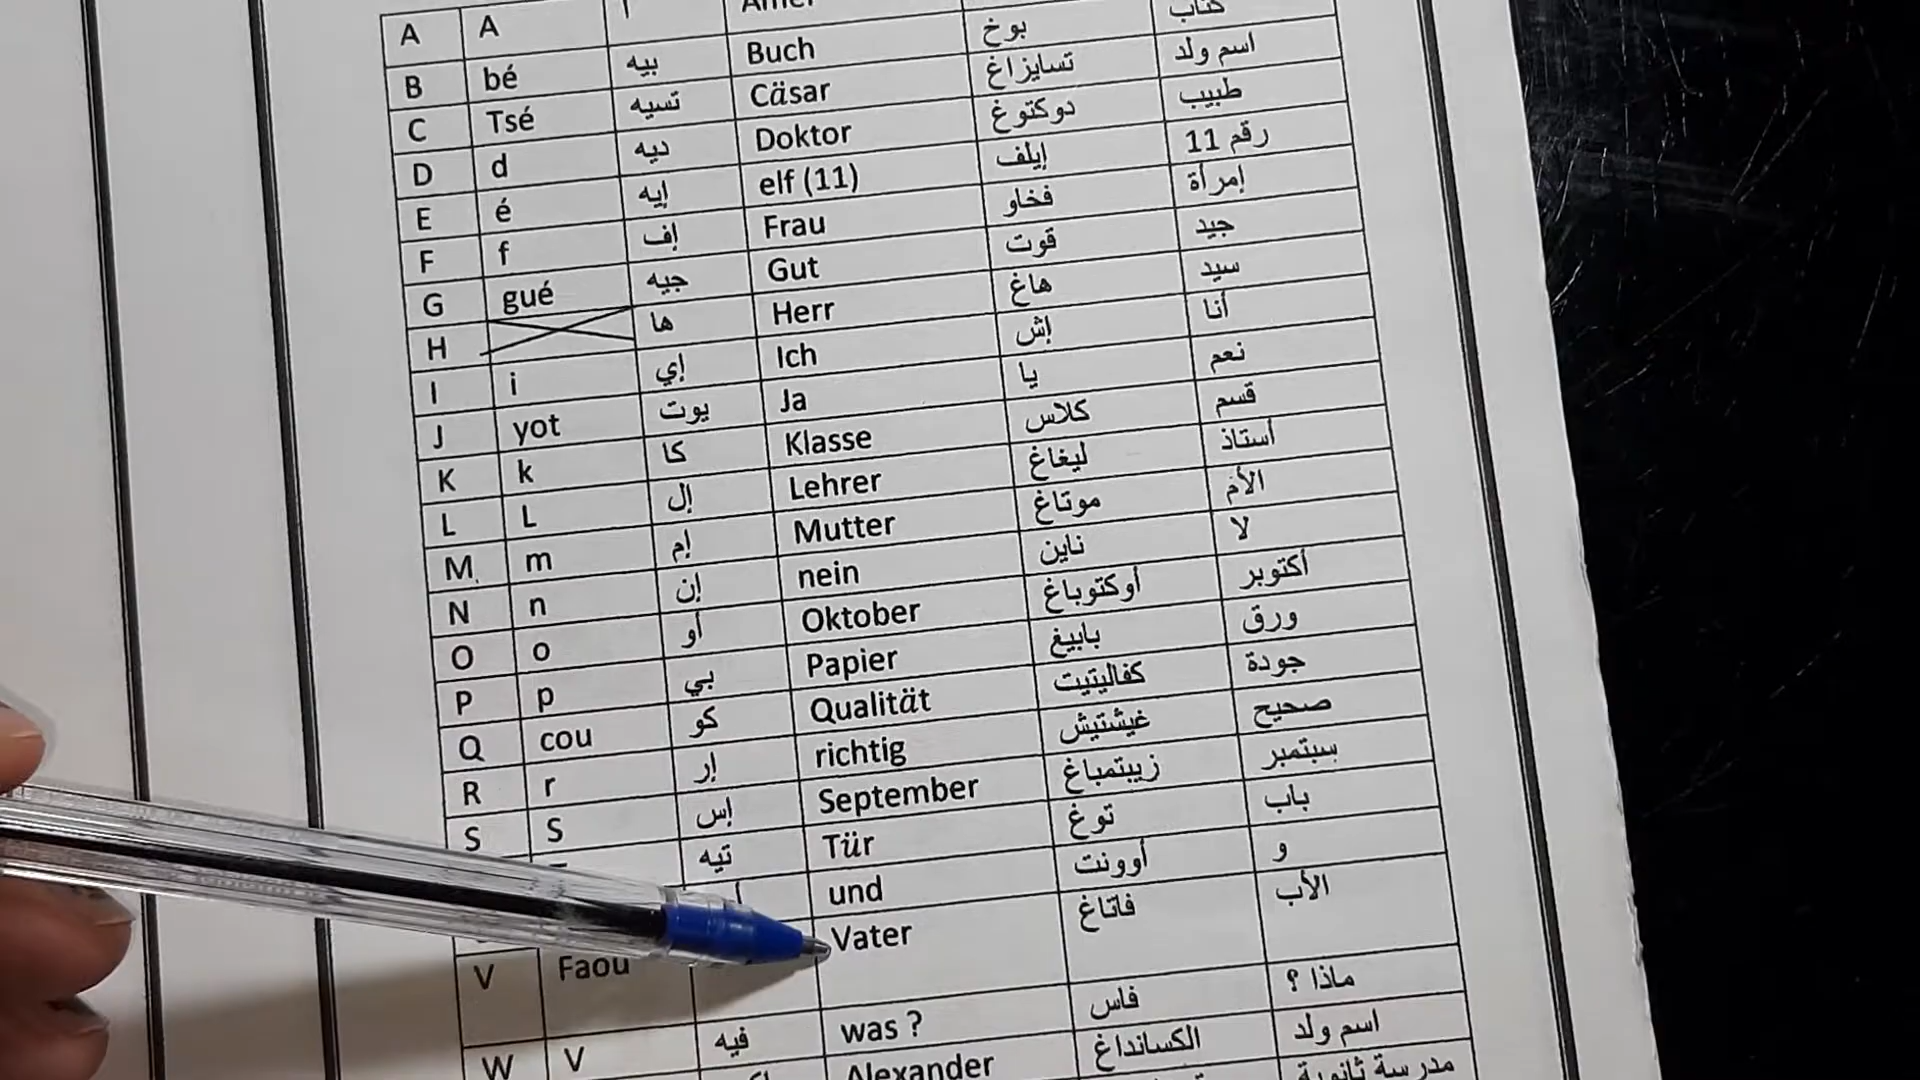 A A أ Amer
كتاب
B bé بيه Buch بوخ اسم ولد
C Tsé تسيه Cäsar تسايزاغ طبيب
D d ديه Doktor دوكتوغ رقم 11
E é إيه elf (11) إيلف إمرأة
F f إف Frau فخاو جيد
G gué جيه Gut قوت سيد
H ها Herr هاغ أنا
I i إي Ich إش نعم
J yot يوت Ja يا قسم
K k كا Klasse كلاس أستاذ
L L إل Lehrer ليغاغ الأم
M m إم Mutter موتاغ لا
N n إن nein ناين أكتوبر
O o أو Oktober أوكتوباغ ورق
P p بي Papier بابيغ جودة
Q cou كو Qualität كفاليتيت صحيح
R r إر richtig غيشتيش سبتمبر
S S إس September زيبتمباغ باب
تيه Tür توغ و
und أوونت الأب
V Faou Vater فاتاغ
W V فيه was ? فاس ماذا ؟
Alexander الكسانداغ اسم ولد
مدرسة ثانوية